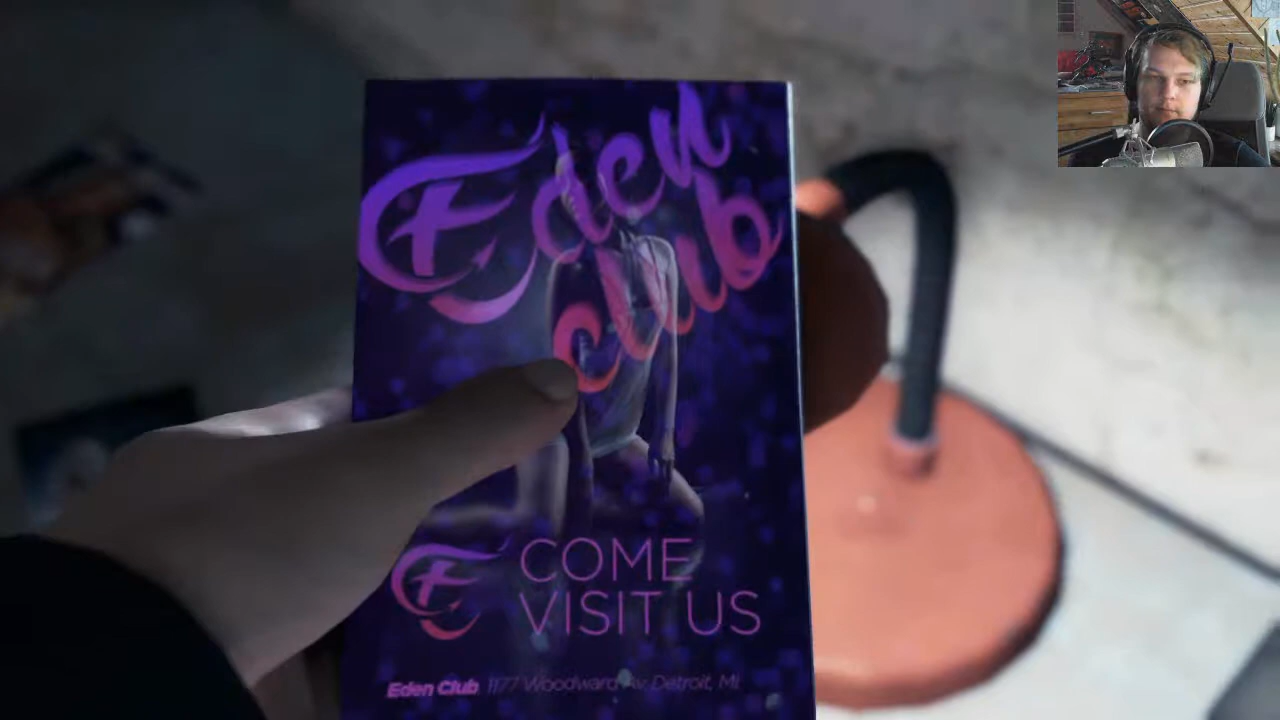 Eden
club
COME
VISIT US
Eden Club 1177 Woodward Av. Detroit, MI